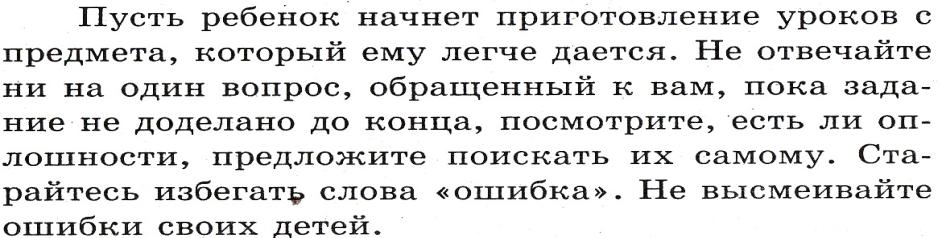 Пусть ребенок начнет приготовление уроков с
предмета, который ему легче дается. Не отвечайте
ни на один вопрос, обращенный к вам, пока зада-
ние не доделано до конца, посмотрите, есть ли оп-
лошности, предложите поискать их самому. Ста-
райтесь избегать слова «ошибка». Не высмеивайте
ошибки своих детей.